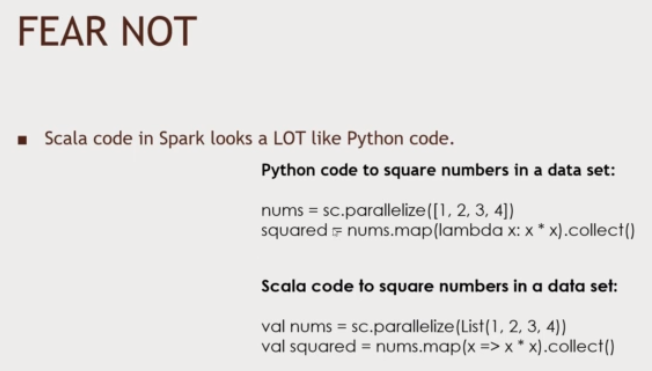 FEAR NOT
■ Scala code in Spark looks a LOT like Python code.
Python code to square numbers in a data set:
nums = sc.parallelize([1, 2, 3, 4])
squared = nums.map(lambda x: x * x).collect()
Scala code to square numbers in a data set:
val nums = sc.parallelize(List(1, 2, 3, 4))
val squared = nums.map(x => x * x).collect()